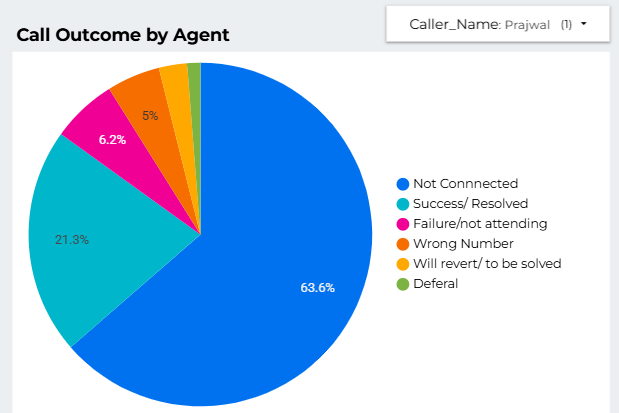 Call Outcome by Agent
Caller_Name: Prajwal (1)
5%
6.2%
21.3%
63.6%
Not Connnected
Success/ Resolved
Failure/not attending
Wrong Number
Will revert/ to be solved
Deferal